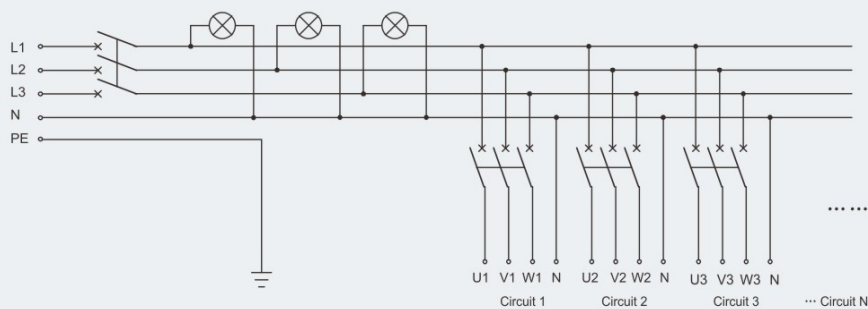 L1
L2
L3
N
PE
U1 V1 W1 N U2 V2 W2 N U3 V3 W3 N
Circuit 1 Circuit 2 Circuit 3 ··· Circuit N